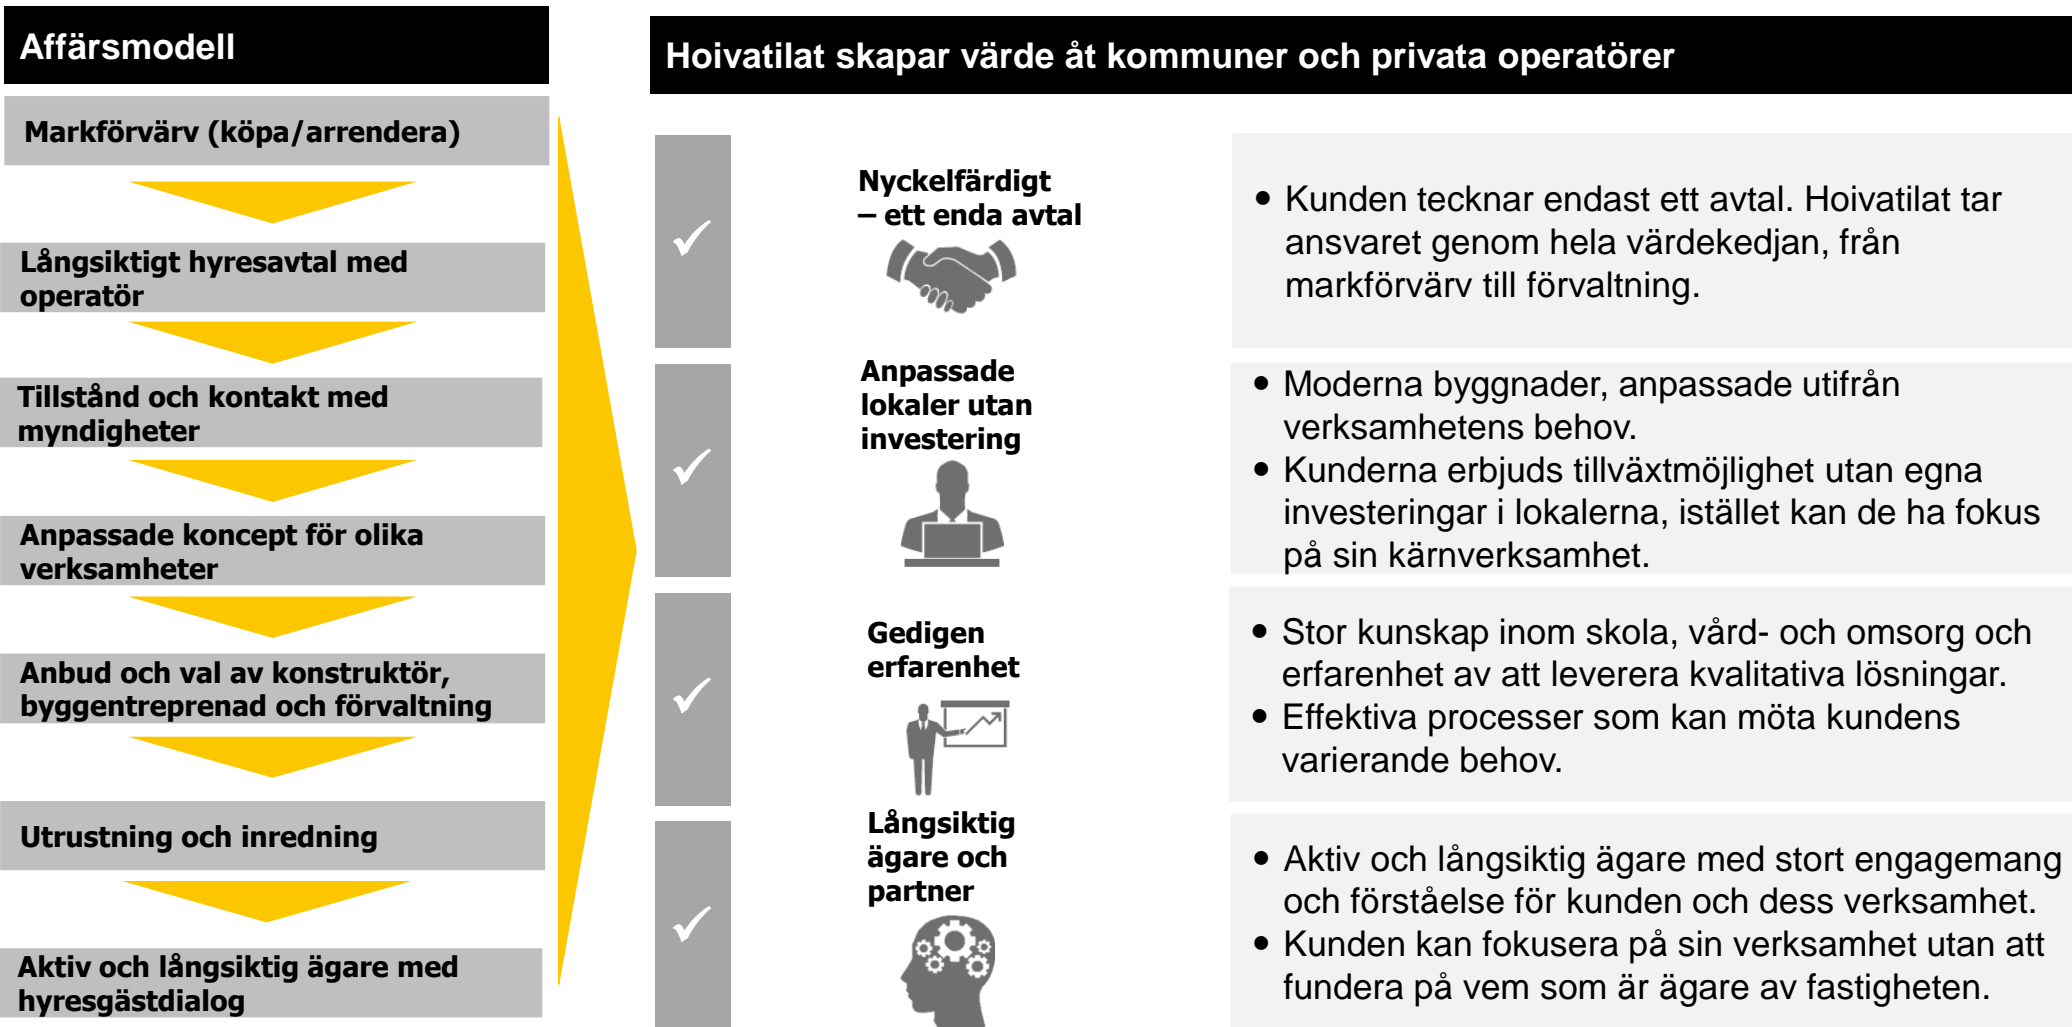 Affärsmodell
Markförvärv (köpa/arrendera)
Långsiktigt hyresavtal med
operatör
Tillstånd och kontakt med
myndigheter
Anpassade koncept för olika
verksamheter
Anbud och val av konstruktör,
byggentreprenad och förvaltning
Utrustning och inredning
Aktiv och långsiktig ägare med
hyresgästdialog
Hoivatilat skapar värde åt kommuner och privata operatörer
Nyckelfärdigt
– ett enda avtal
• Kunden tecknar endast ett avtal. Hoivatilat tar
ansvaret genom hela värdekedjan, från
markförvärv till förvaltning.
Anpassade
lokaler utan
investering
• Moderna byggnader, anpassade utifrån
verksamhetens behov.
• Kunderna erbjuds tillväxtmöjlighet utan egna
investeringar i lokalerna, istället kan de ha fokus
på sin kärnverksamhet.
Gedigen
erfarenhet
• Stor kunskap inom skola, vård- och omsorg och
erfarenhet av att leverera kvalitativa lösningar.
• Effektiva processer som kan möta kundens
varierande behov.
Långsiktig
ägare och
partner
• Aktiv och långsiktig ägare med stort engagemang
och förståelse för kunden och dess verksamhet.
• Kunden kan fokusera på sin verksamhet utan att
fundera på vem som är ägare av fastigheten.